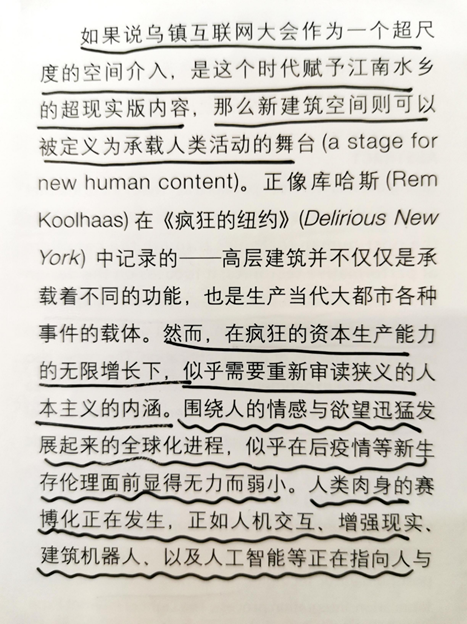 如果说乌镇互联网大会作为一个超尺
度的空间介入，是这个时代赋予江南水乡
的超现实版内容，那么新建筑空间则可以
被定义为承载人类活动的舞台 (a stage for
new human content)。正像库哈斯 (Rem
Koolhaas) 在《疯狂的纽约》(Delirious New
York) 中记录的——高层建筑并不仅仅是承
载着不同的功能，也是生产当代大都市各种
事件的载体。然而，在疯狂的资本生产能力
的无限增长下，似乎需要重新审读狭义的人
本主义的内涵。围绕人的情感与欲望迅猛发
展起来的全球化进程，似乎在后疫情等新生
存伦理面前显得无力而弱小。人类肉身的赛
博化正在发生，正如人机交互、增强现实、
建筑机器人、以及人工智能等正在指向人与